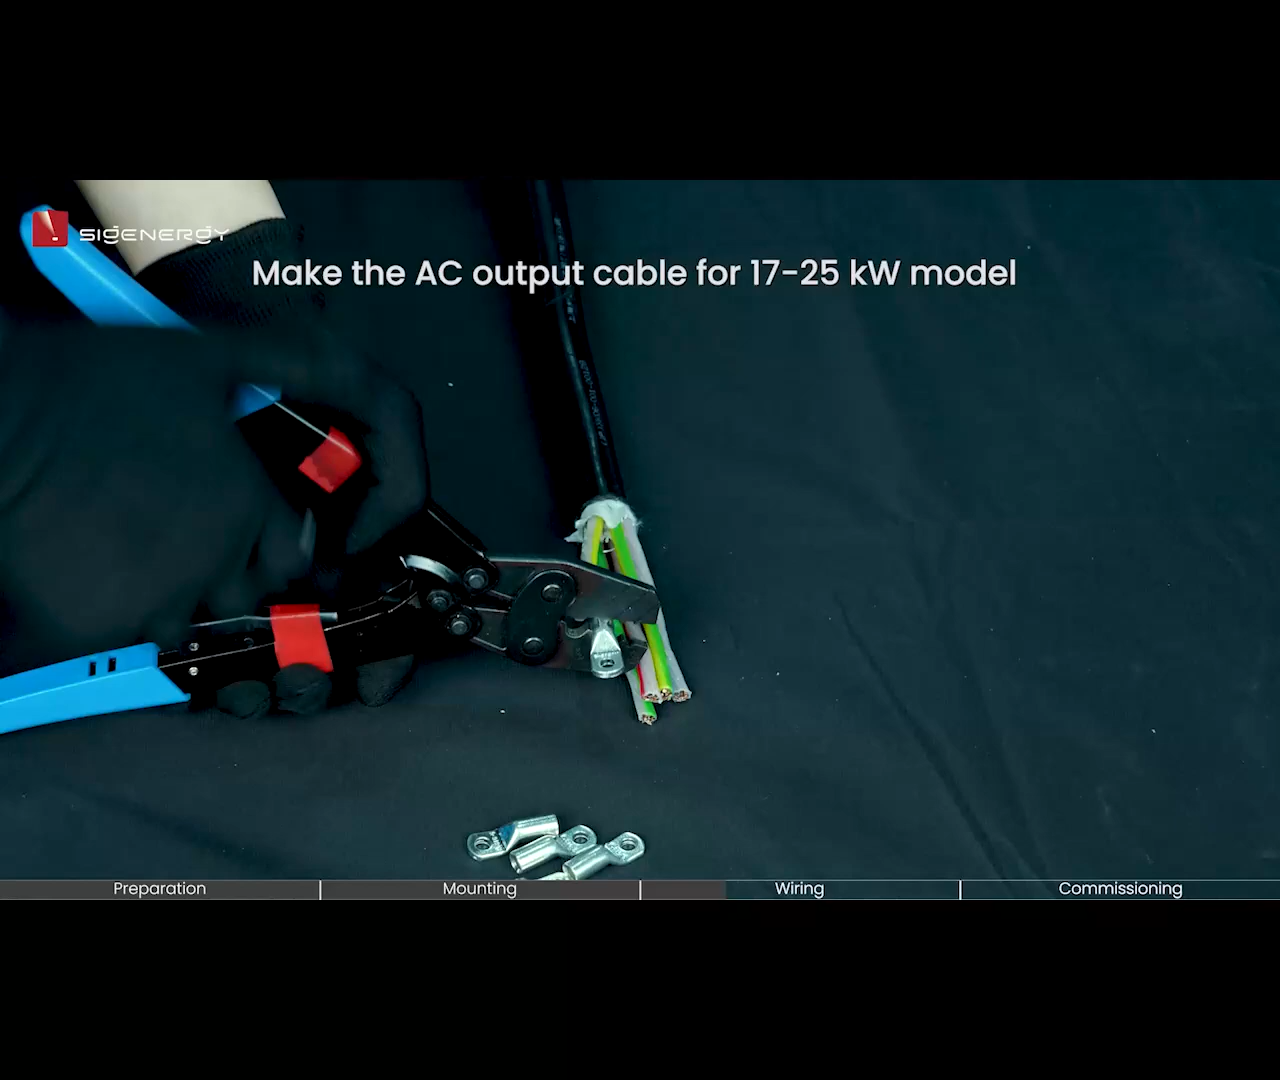 SIGENERGY
Make the AC output cable for 17-25 kW model
Preparation
Mounting
Wiring
Commissioning